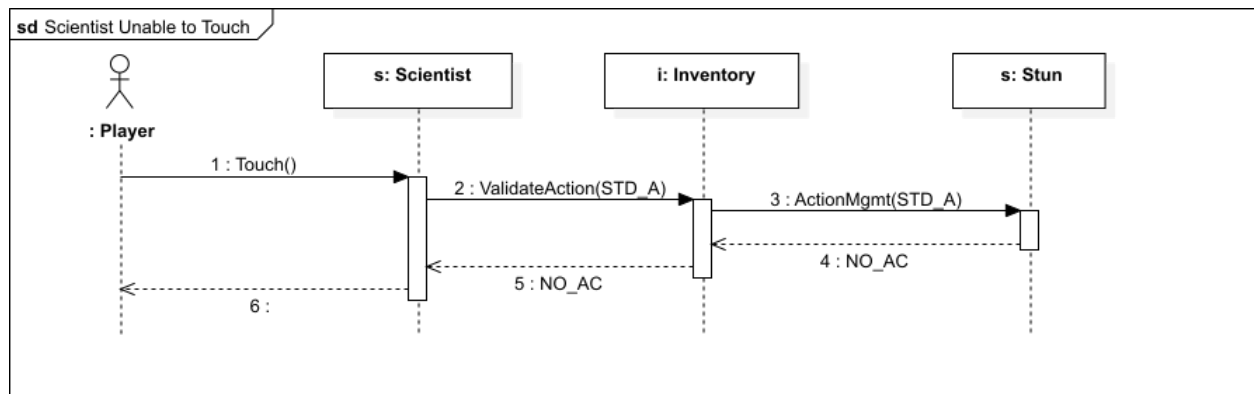 sd Scientist Unable to Touch
s: Scientist
i: Inventory
s: Stun
: Player
1 : Touch()
2 : ValidateAction(STD_A)
3 : ActionMgmt(STD_A)
4 : NO_AC
5 : NO_AC
6 :